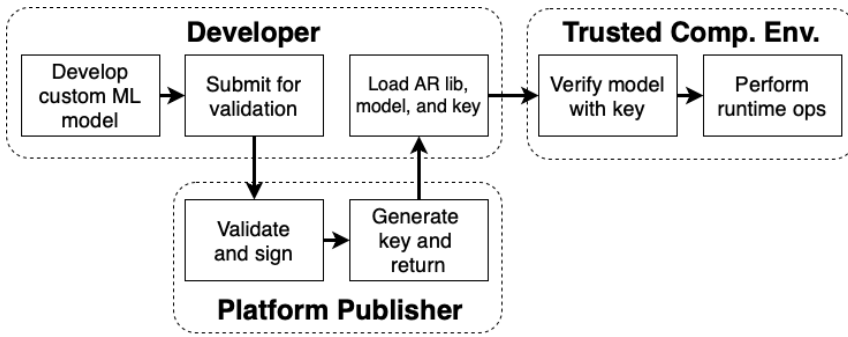 Developer
Develop
custom ML
model
Submit for
validation
Load AR lib,
model, and key
Trusted Comp. Env.
Verify model
with key
Perform
runtime ops
Validate
and sign
Generate
key and
return
Platform Publisher